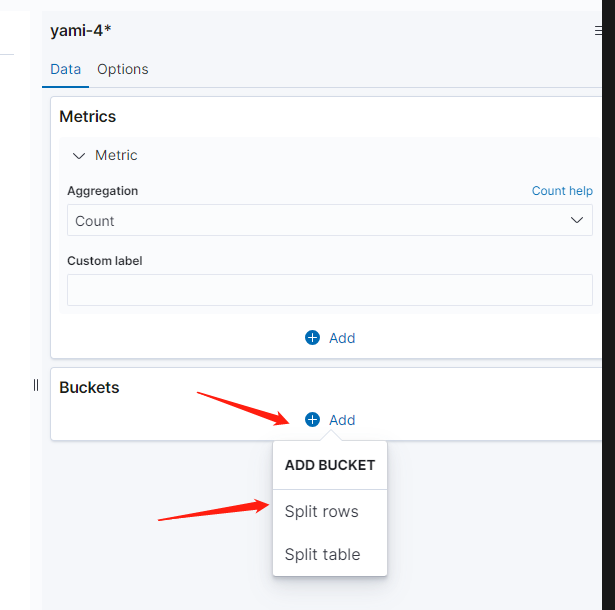 yami-4*
Data Options
Metrics
Metric
Aggregation Count help
Count
Custom label
Add
Buckets
Add
ADD BUCKET
Split rows
Split table